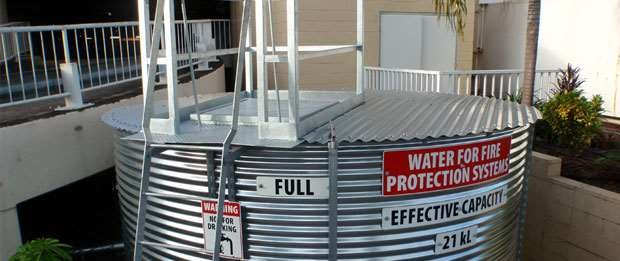 WATER FOR FIRE
PROTECTION SYSTEMS
FULL
EFFECTIVE CAPACITY
21 kL
WARNING
NOT FOR
DRINKING